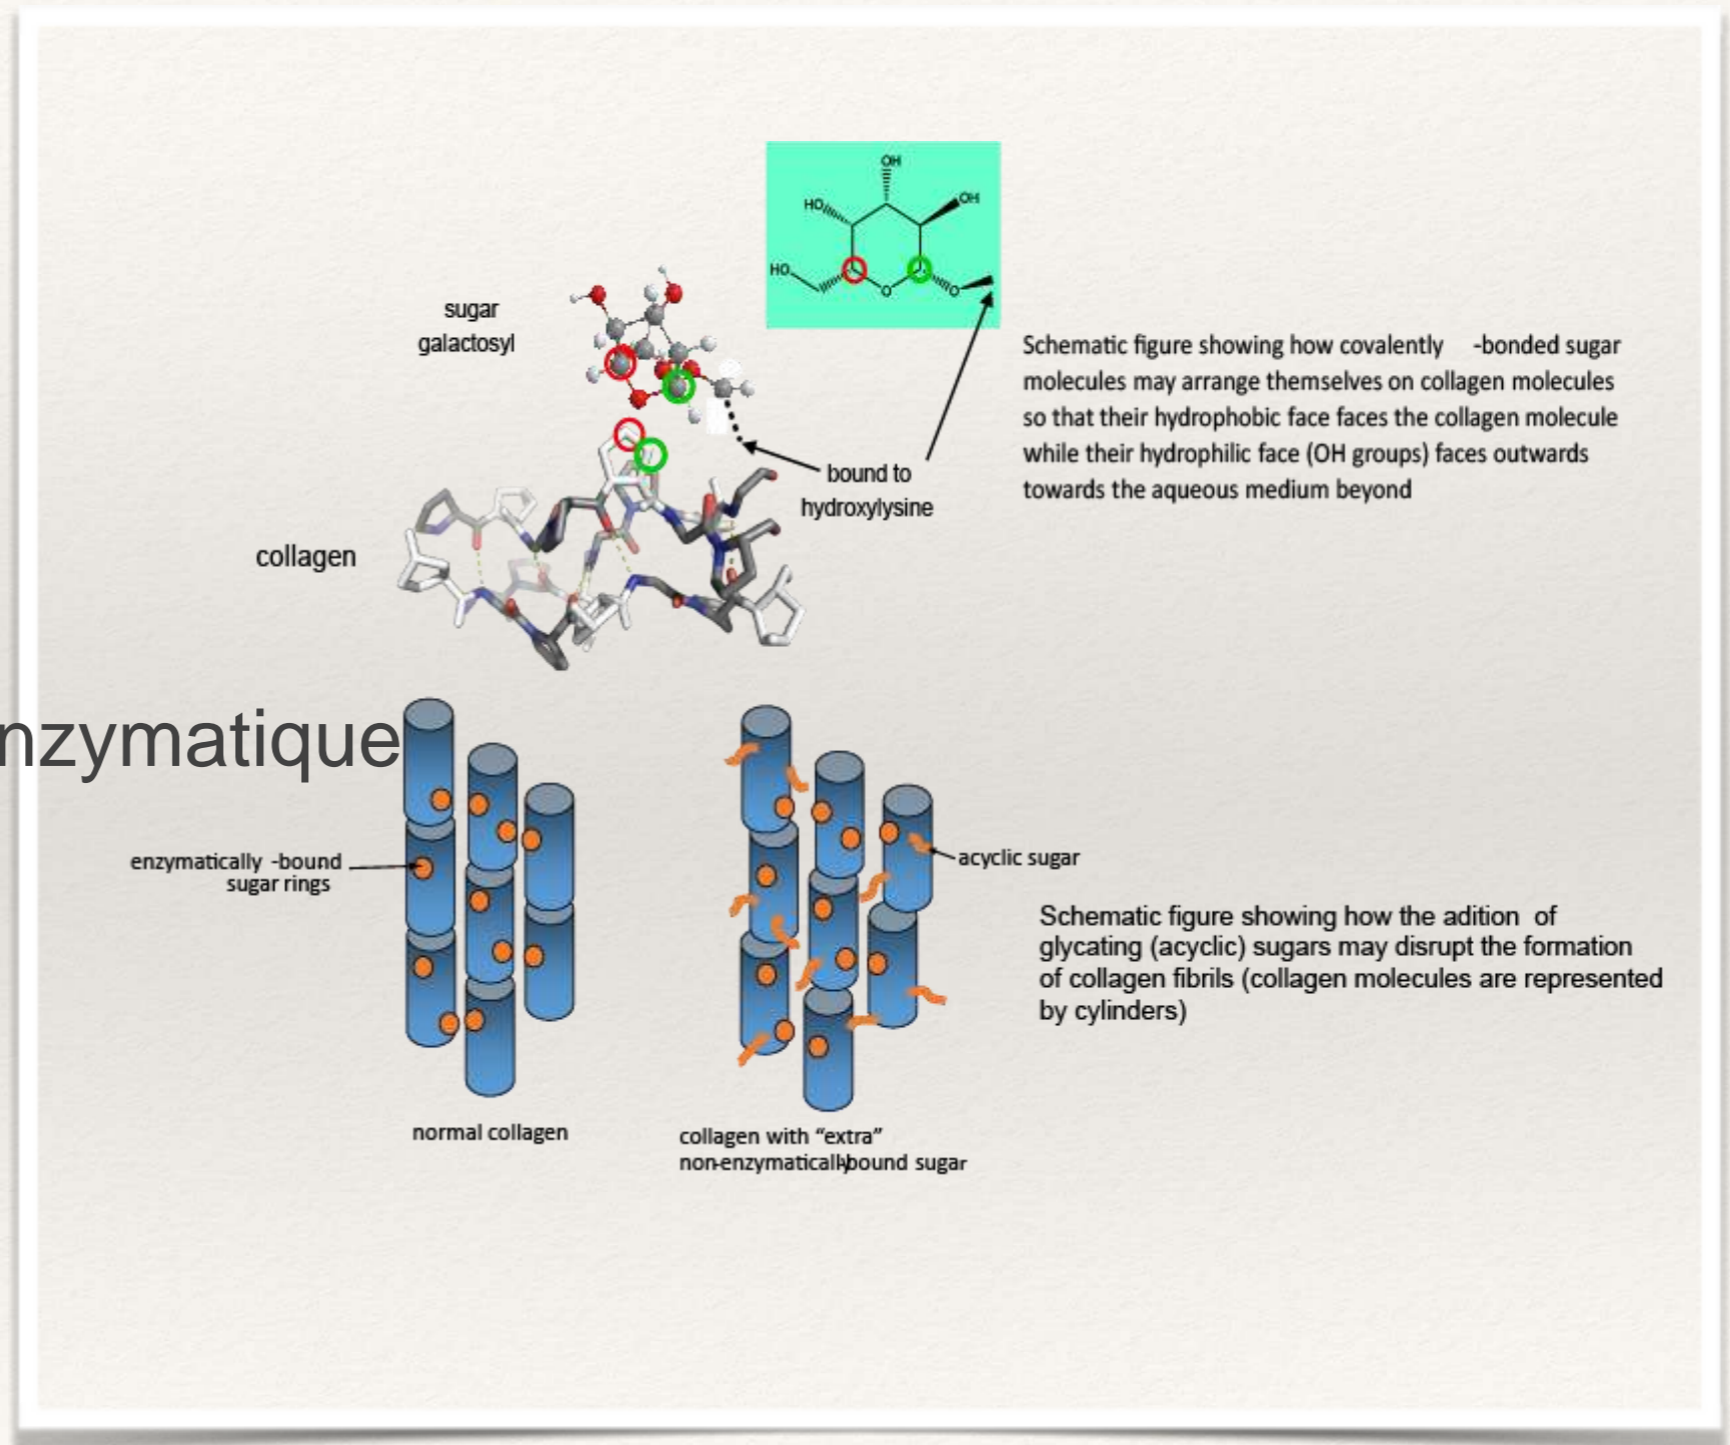 OH
HO
OH
HO
O
O
sugar
galactosyl
Schematic figure showing how covalently -bonded sugar
molecules may arrange themselves on collagen molecules
so that their hydrophobic face faces the collagen molecule
while their hydrophilic face (OH groups) faces outwards
towards the aqueous medium beyond
bound to
hydroxylysine
collagen
nzymatique
enzymatically -bound
sugar rings
acyclic sugar
Schematic figure showing how the adition of
glycating (acyclic) sugars may disrupt the formation
of collagen fibrils (collagen molecules are represented
by cylinders)
normal collagen
collagen with “extra”
non-enzymatically-bound sugar